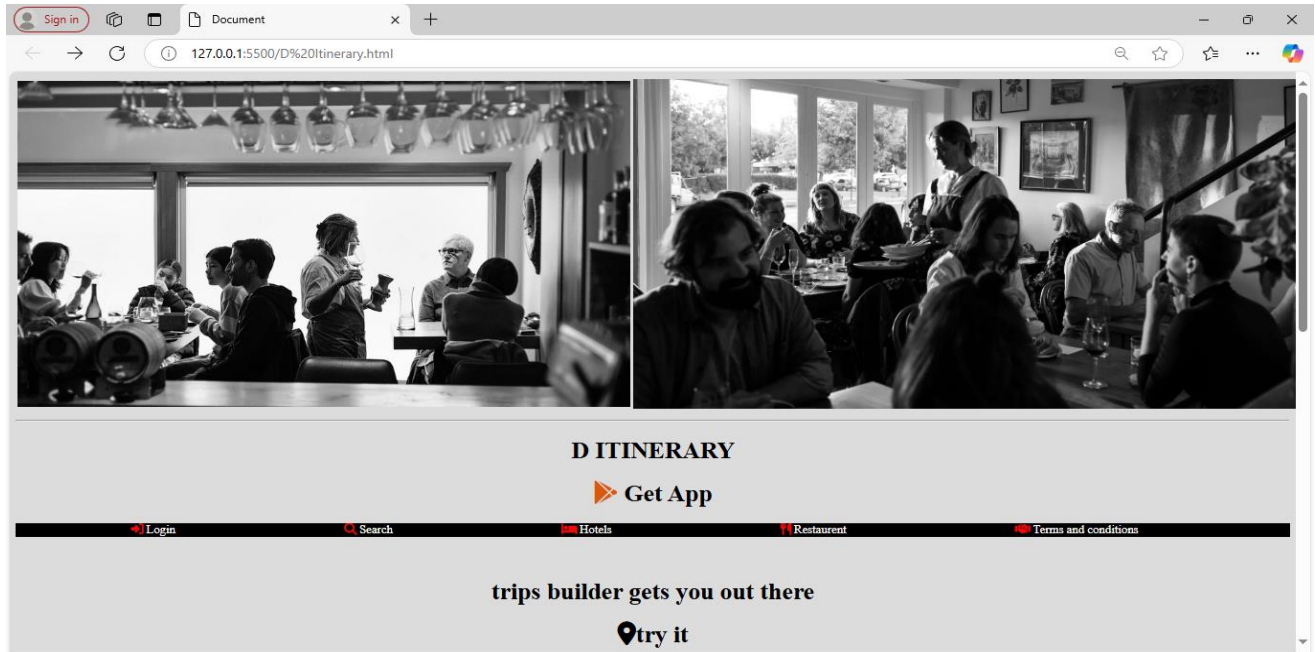 Sign in
Document
127.0.0.1:5500/D%20Itinerary.html
D ITINERARY
Get App
Login Search Hotels Restaurent Terms and conditions
trips builder gets you out there
try it